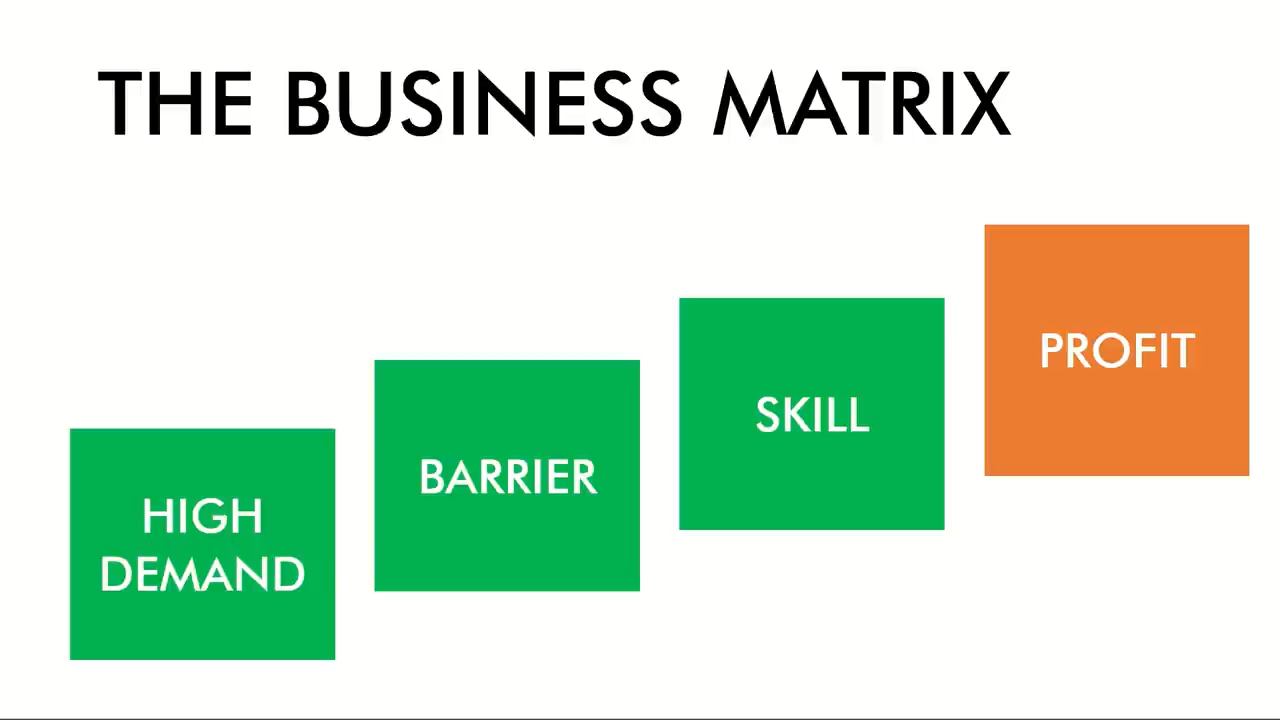 THE BUSINESS MATRIX
HIGH
DEMAND
BARRIER
SKILL
PROFIT